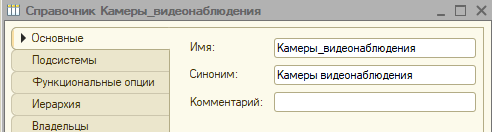 Справочник Камеры_видеонаблюдения
Основные
Подсистемы
Функциональные опции
Иерархия
Владельцы
Имя: Камеры_видеонаблюдения
Синоним: Камеры видеонаблюдения
Комментарий: